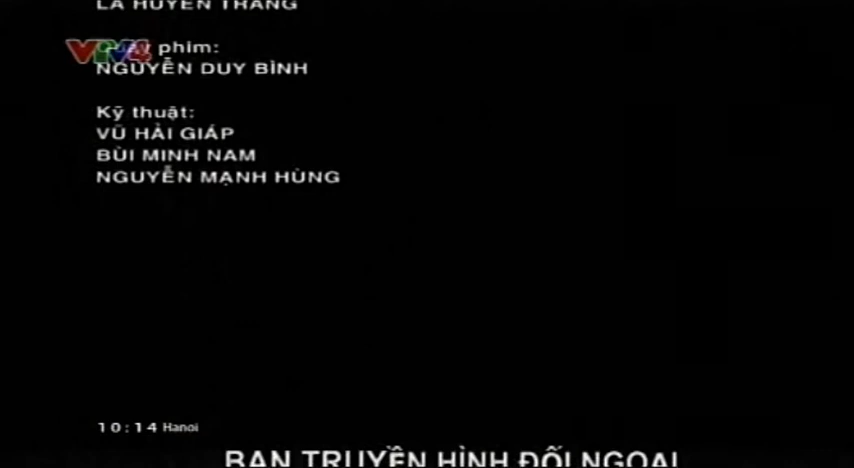 LÃ HUYỀN TRANG
VTV4
Quay phim:
NGUYỄN DUY BÌNH
Kỹ thuật:
VŨ HẢI GIÁP
BÙI MINH NAM
NGUYỄN MẠNH HÙNG
10:14 Hanoi
BAN TRUYỀN HÌNH ĐỐI NGOẠI